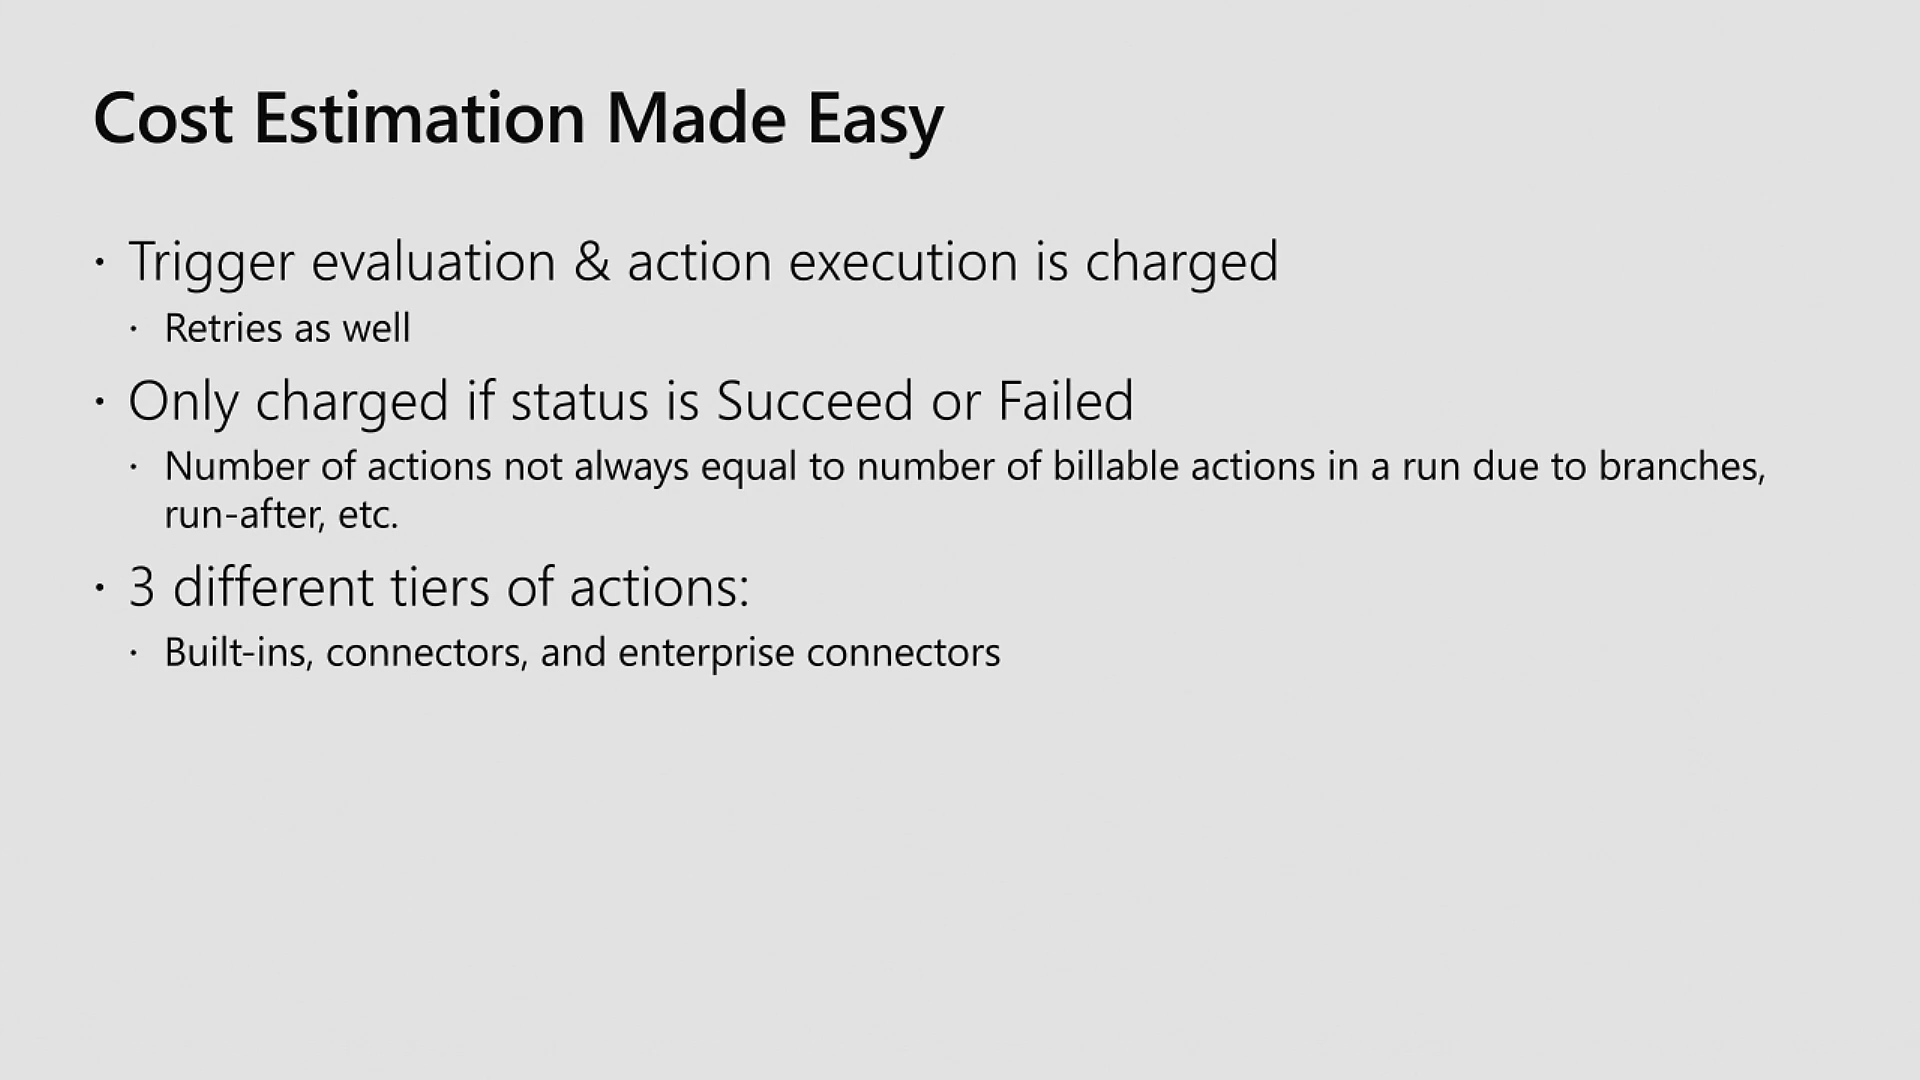 Cost Estimation Made Easy
· Trigger evaluation & action execution is charged
· Retries as well
· Only charged if status is Succeed or Failed
· Number of actions not always equal to number of billable actions in a run due to branches,
run-after, etc.
· 3 different tiers of actions:
· Built-ins, connectors, and enterprise connectors